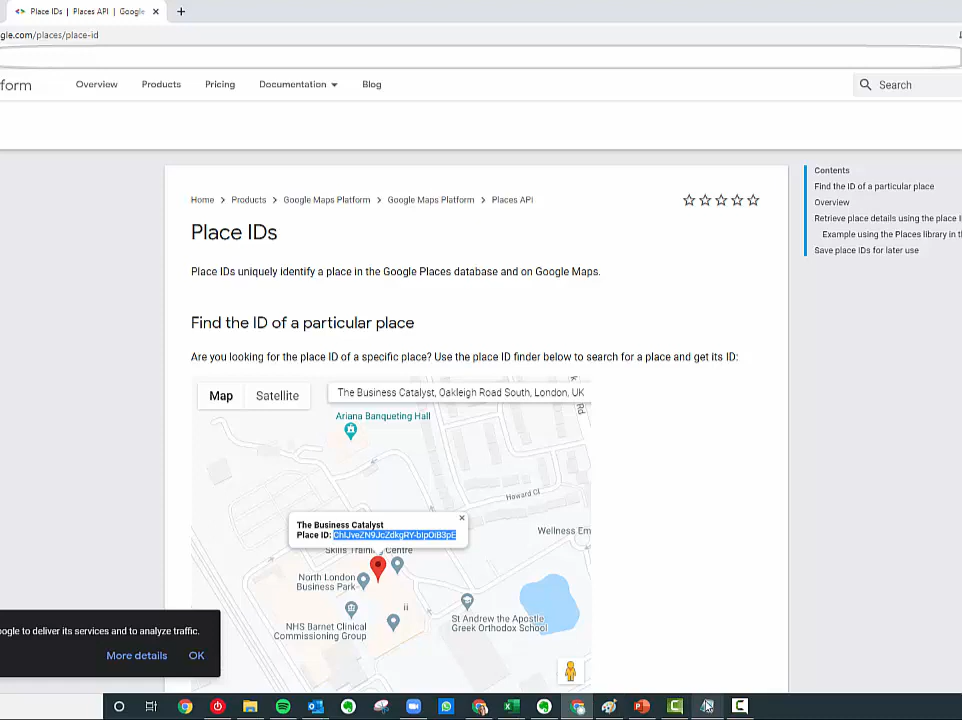 Place IDs | Places API | Google
gle.com/places/place-id
form
Overview
Products
Pricing
Documentation
Blog
Search
Home > Products > Google Maps Platform > Google Maps Platform > Places API
Place IDs
Place IDs uniquely identify a place in the Google Places database and on Google Maps.
Find the ID of a particular place
Are you looking for the place ID of a specific place? Use the place ID finder below to search for a place and get its ID:
Contents
Find the ID of a particular place
Overview
Retrieve place details using the place I
Example using the Places library in t
Save place IDs for later use
Map
Satellite
The Business Catalyst, Oakleigh Road South, London, UK
Rd
Ariana Banqueting Hall
Howard Cl
Wellness Em
The Business Catalyst
Place ID:
Skills Training Centre
North London
Business Park
ii
NHS Barnet Clinical
Commissioning Group
St Andrew the Apostle
Greek Orthodox School
oogle to deliver its services and to analyze traffic.
More details
OK